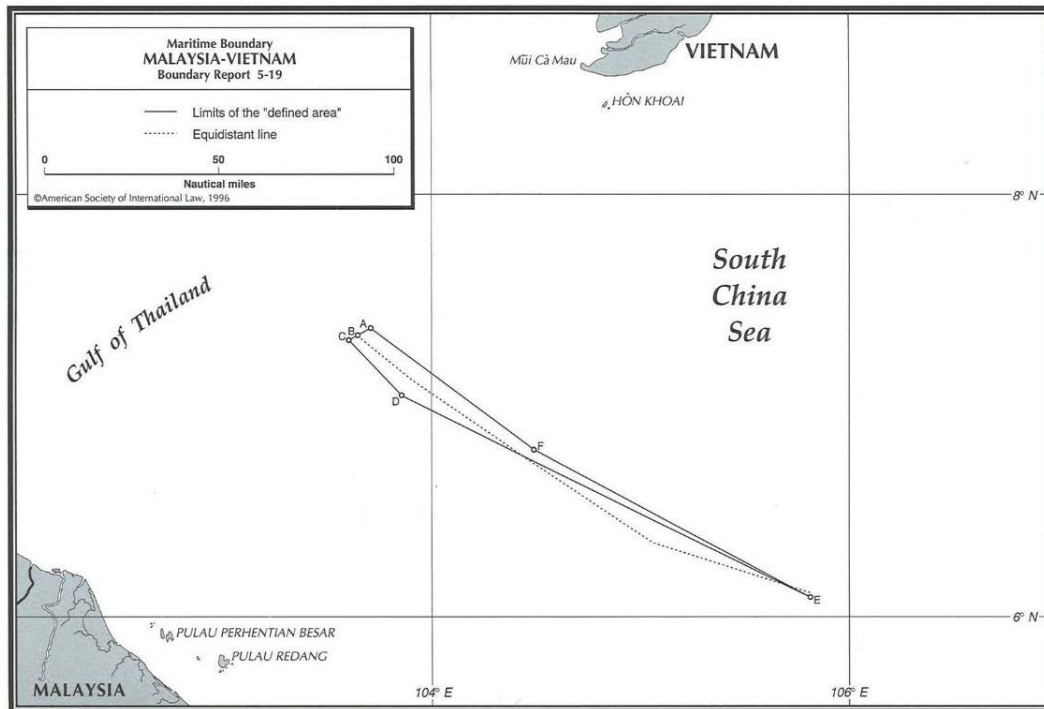 Maritime Boundary
MALAYSIA-VIETNAM
Boundary Report 5-19
Limits of the "defined area"
Equidistant line
0 50 100
Nautical miles
©American Society of International Law, 1996
Mũi Cà Mau
VIETNAM
HÒN KHOAI
8° N
South
China
Sea
Gulf of Thailand
A
B
C
D
F
E
6° N
PULAU PERHENTIAN BESAR
PULAU REDANG
MALAYSIA
104° E
106° E